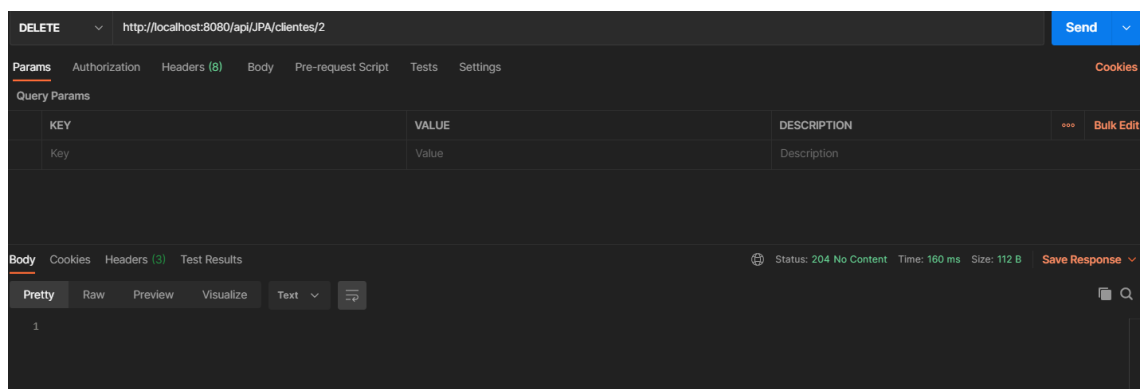 DELETE http://localhost:8080/api/JPA/clientes/2 Send
Params Authorization Headers (8) Body Pre-request Script Tests Settings Cookies
Query Params
KEY VALUE DESCRIPTION ooo Bulk Edit
Key Value Description
Body Cookies Headers (3) Test Results Status: 204 No Content Time: 160 ms Size: 112 B Save Response
Pretty Raw Preview Visualize Text
1